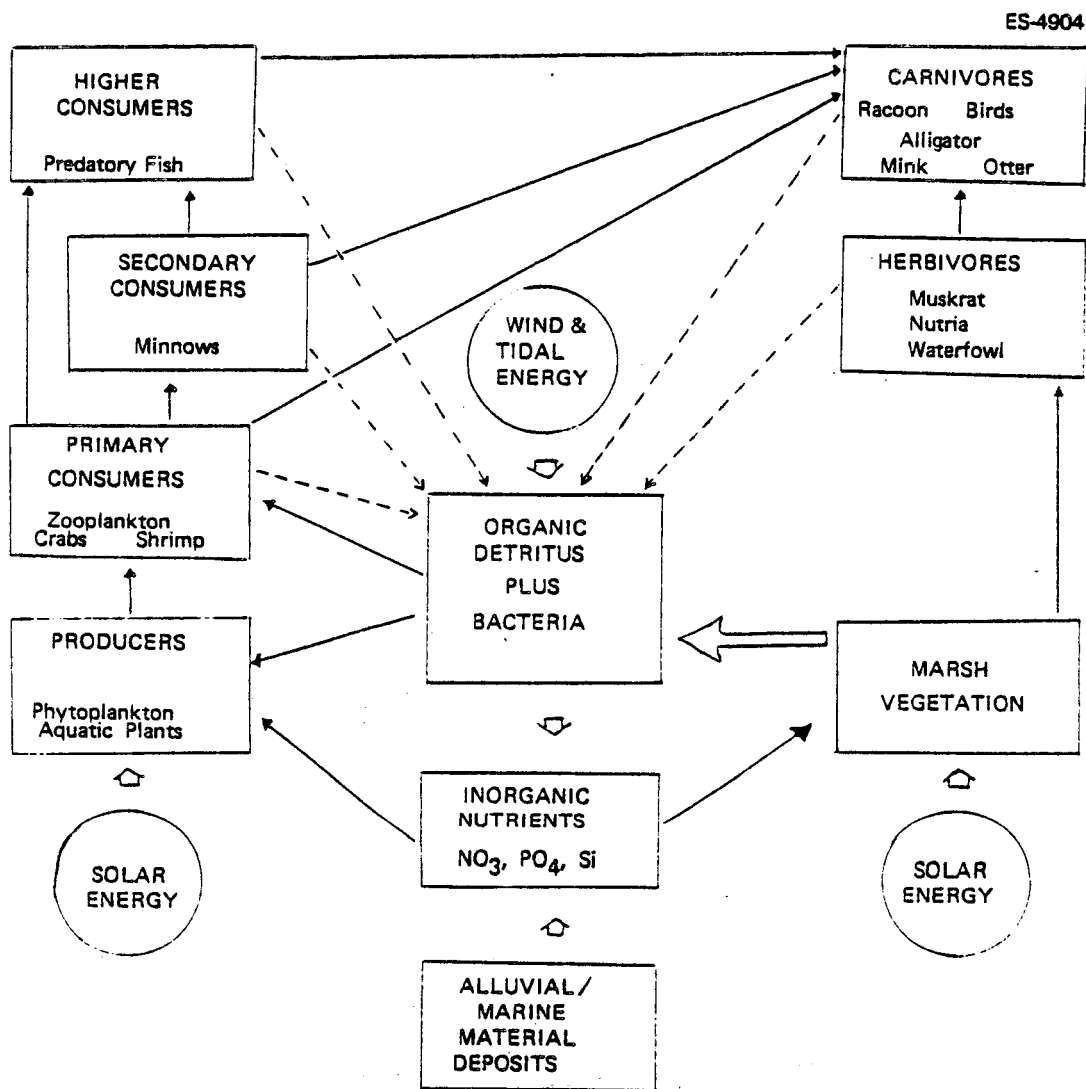 ES-4904
HIGHER
CONSUMERS
Predatory Fish
CARNIVORES
Racoon Birds
Alligator
Mink Otter
SECONDARY
CONSUMERS
Minnows
WIND &
TIDAL
ENERGY
HERBIVORES
Muskrat
Nutria
Waterfowl
PRIMARY
CONSUMERS
Zooplankton
Crabs Shrimp
ORGANIC
DETRITUS
PLUS
BACTERIA
PRODUCERS
Phytoplankton
Aquatic Plants
MARSH
VEGETATION
INORGANIC
NUTRIENTS
NO3, PO4, Si
SOLAR
ENERGY
SOLAR
ENERGY
ALLUVIAL/
MARINE
MATERIAL
DEPOSITS